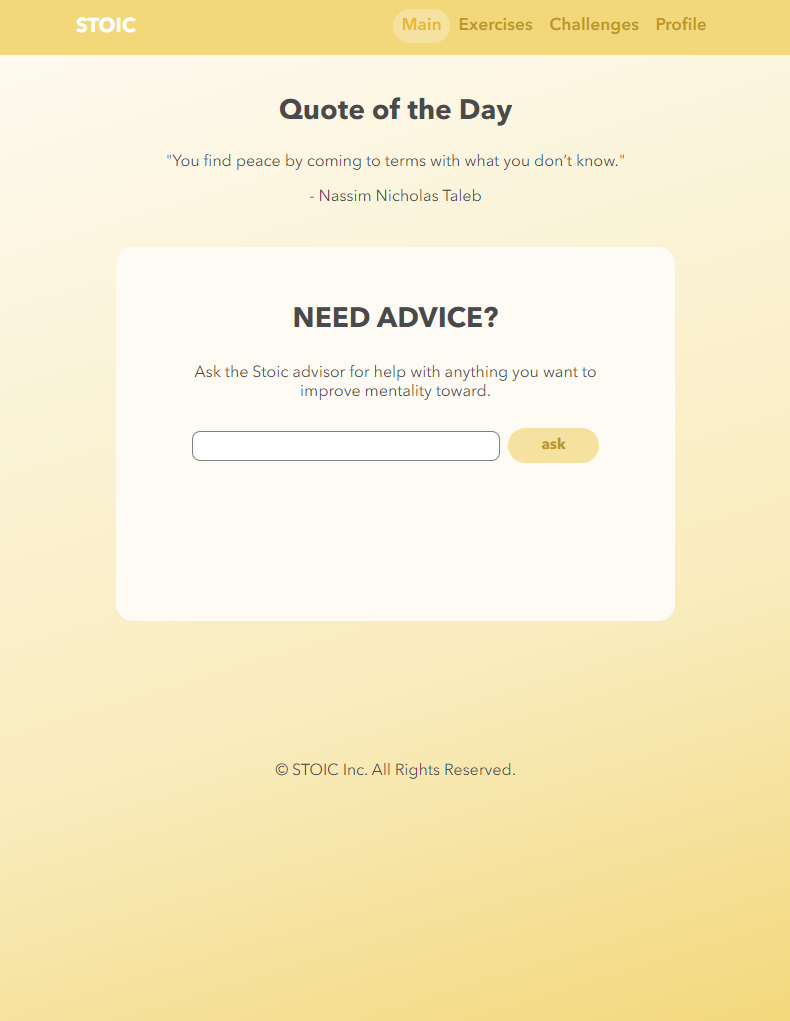 STOIC Main Exercises Challenges Profile
Quote of the Day
"You find peace by coming to terms with what you don’t know."
- Nassim Nicholas Taleb
NEED ADVICE?
Ask the Stoic advisor for help with anything you want to
improve mentality toward.
ask
© STOIC Inc. All Rights Reserved.